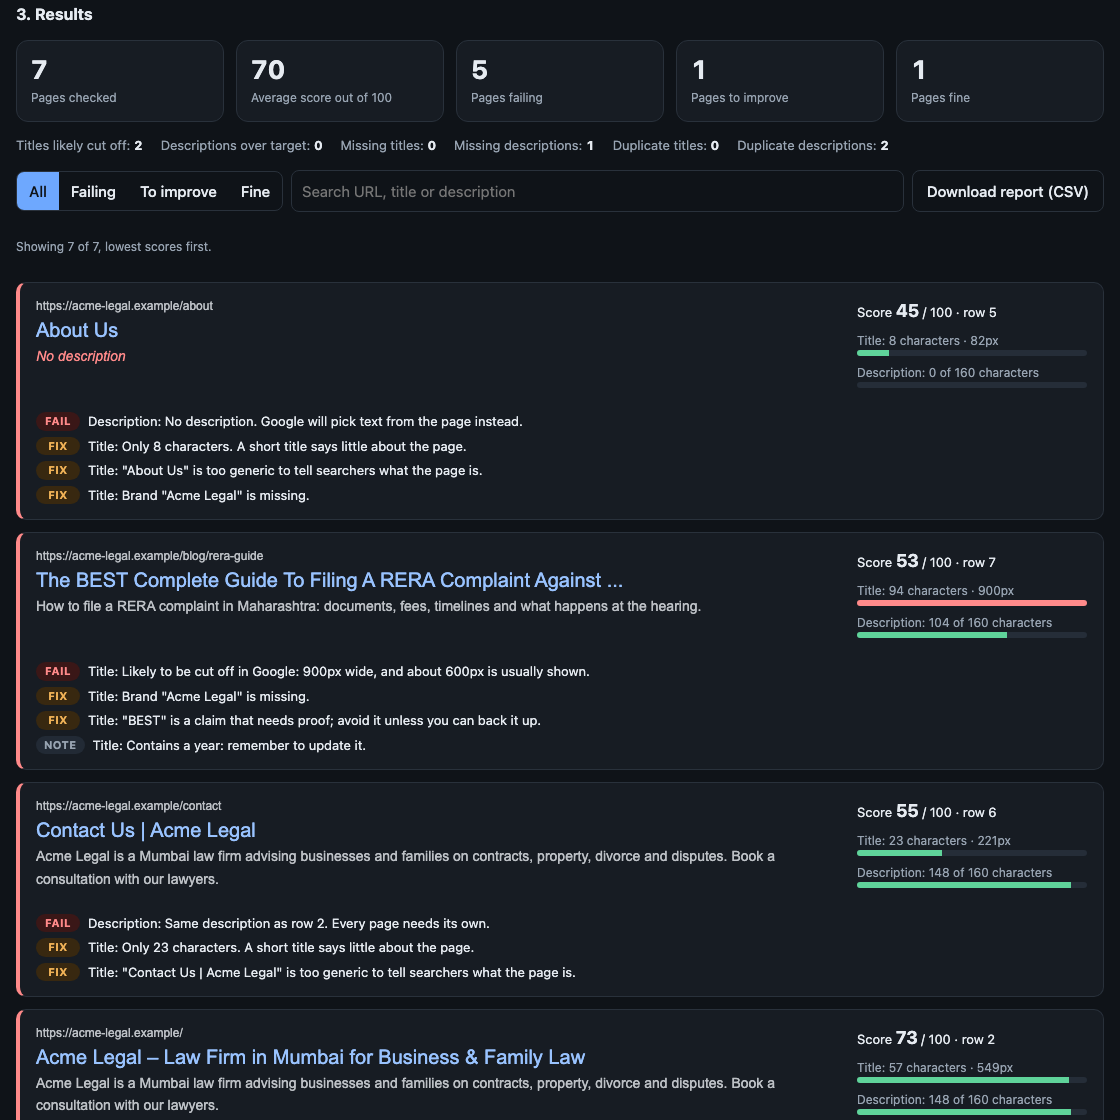 3. Results
7
Pages checked
70
Average score out of 100
5
Pages failing
1
Pages to improve
1
Pages fine
Titles likely cut off: 2 Descriptions over target: 0 Missing titles: 0 Missing descriptions: 1 Duplicate titles: 0 Duplicate descriptions: 2
All Failing To improve Fine Search URL, title or description Download report (CSV)
Showing 7 of 7, lowest scores first.
https://acme-legal.example/about
About Us
No description
Score 45 / 100 · row 5
Title: 8 characters · 82px
Description: 0 of 160 characters
FAIL Description: No description. Google will pick text from the page instead.
FIX Title: Only 8 characters. A short title says little about the page.
FIX Title: "About Us" is too generic to tell searchers what the page is.
FIX Title: Brand "Acme Legal" is missing.
https://acme-legal.example/blog/rera-guide
The BEST Complete Guide To Filing A RERA Complaint Against ...
How to file a RERA complaint in Maharashtra: documents, fees, timelines and what happens at the hearing.
Score 53 / 100 · row 7
Title: 94 characters · 900px
Description: 104 of 160 characters
FAIL Title: Likely to be cut off in Google: 900px wide, and about 600px is usually shown.
FIX Title: Brand "Acme Legal" is missing.
FIX Title: "BEST" is a claim that needs proof; avoid it unless you can back it up.
NOTE Title: Contains a year: remember to update it.
https://acme-legal.example/contact
Contact Us | Acme Legal
Acme Legal is a Mumbai law firm advising businesses and families on contracts, property, divorce and disputes. Book a
consultation with our lawyers.
Score 55 / 100 · row 6
Title: 23 characters · 221px
Description: 148 of 160 characters
FAIL Description: Same description as row 2. Every page needs its own.
FIX Title: Only 23 characters. A short title says little about the page.
FIX Title: "Contact Us | Acme Legal" is too generic to tell searchers what the page is.
https://acme-legal.example/
Acme Legal – Law Firm in Mumbai for Business & Family Law
Acme Legal is a Mumbai law firm advising businesses and families on contracts, property, divorce and disputes. Book a
consultation with our lawyers.
Score 73 / 100 · row 2
Title: 57 characters · 549px
Description: 148 of 160 characters